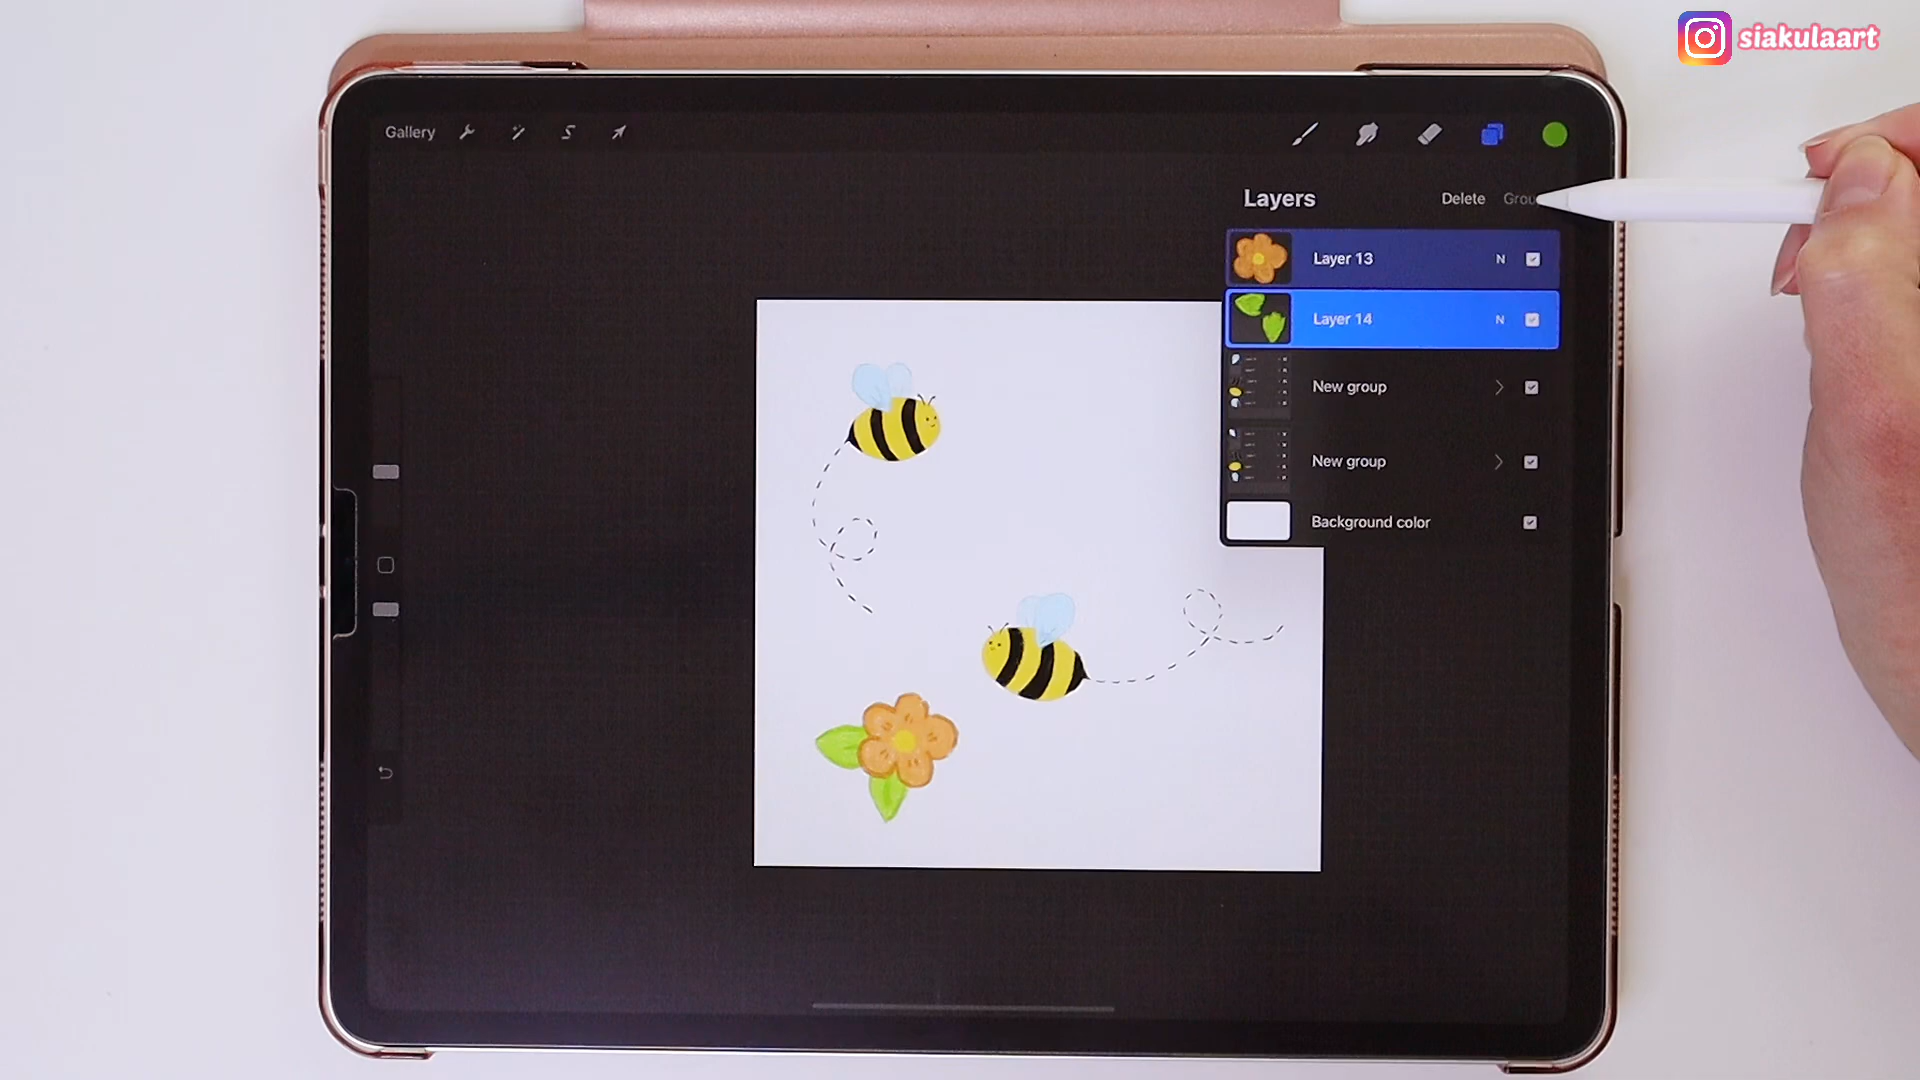 siakulaart
Gallery
Layers
Delete
Layer 13
N
Layer 14
N
New group
New group
Background color